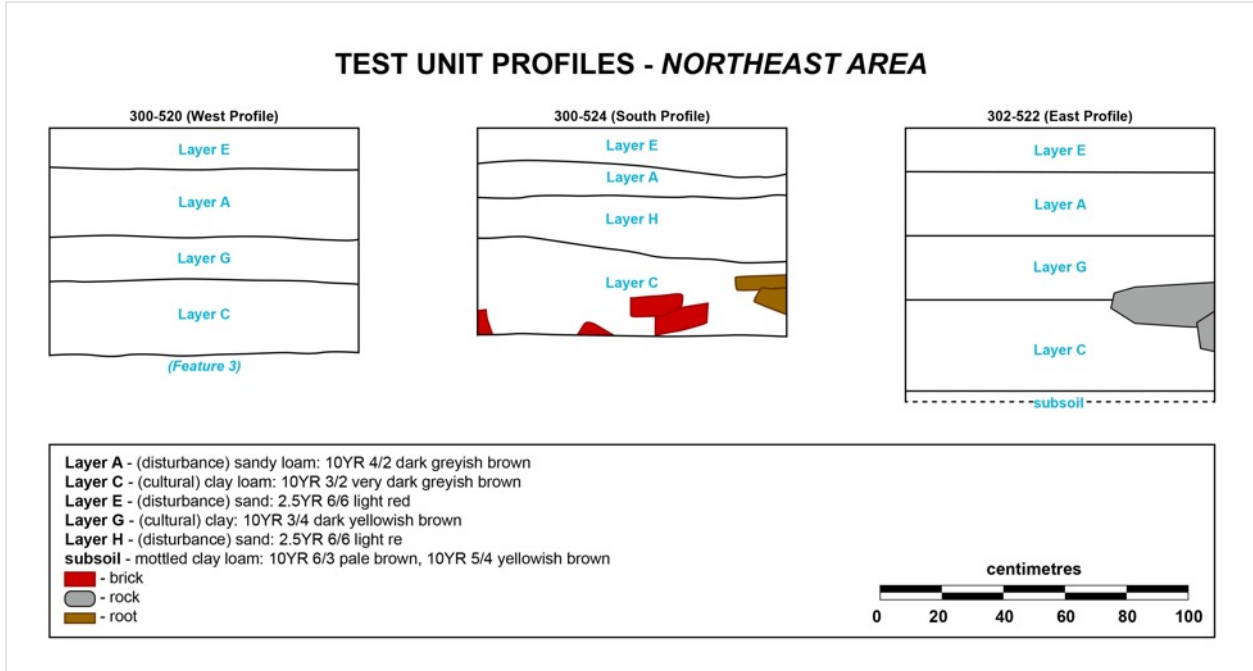 TEST UNIT PROFILES - NORTHEAST AREA
300-520 (West Profile)
Layer E
Layer A
Layer G
Layer C
(Feature 3)
300-524 (South Profile)
Layer E
Layer A
Layer H
Layer C
302-522 (East Profile)
Layer E
Layer A
Layer G
Layer C
subsoil
Layer A - (disturbance) sandy loam: 10YR 4/2 dark greyish brown
Layer C - (cultural) clay loam: 10YR 3/2 very dark greyish brown
Layer E - (disturbance) sand: 2.5YR 6/6 light red
Layer G - (cultural) clay: 10YR 3/4 dark yellowish brown
Layer H - (disturbance) sand: 2.5YR 6/6 light re
subsoil - mottled clay loam: 10YR 6/3 pale brown, 10YR 5/4 yellowish brown
- brick
- rock
- root
centimetres
0 20 40 60 80 100